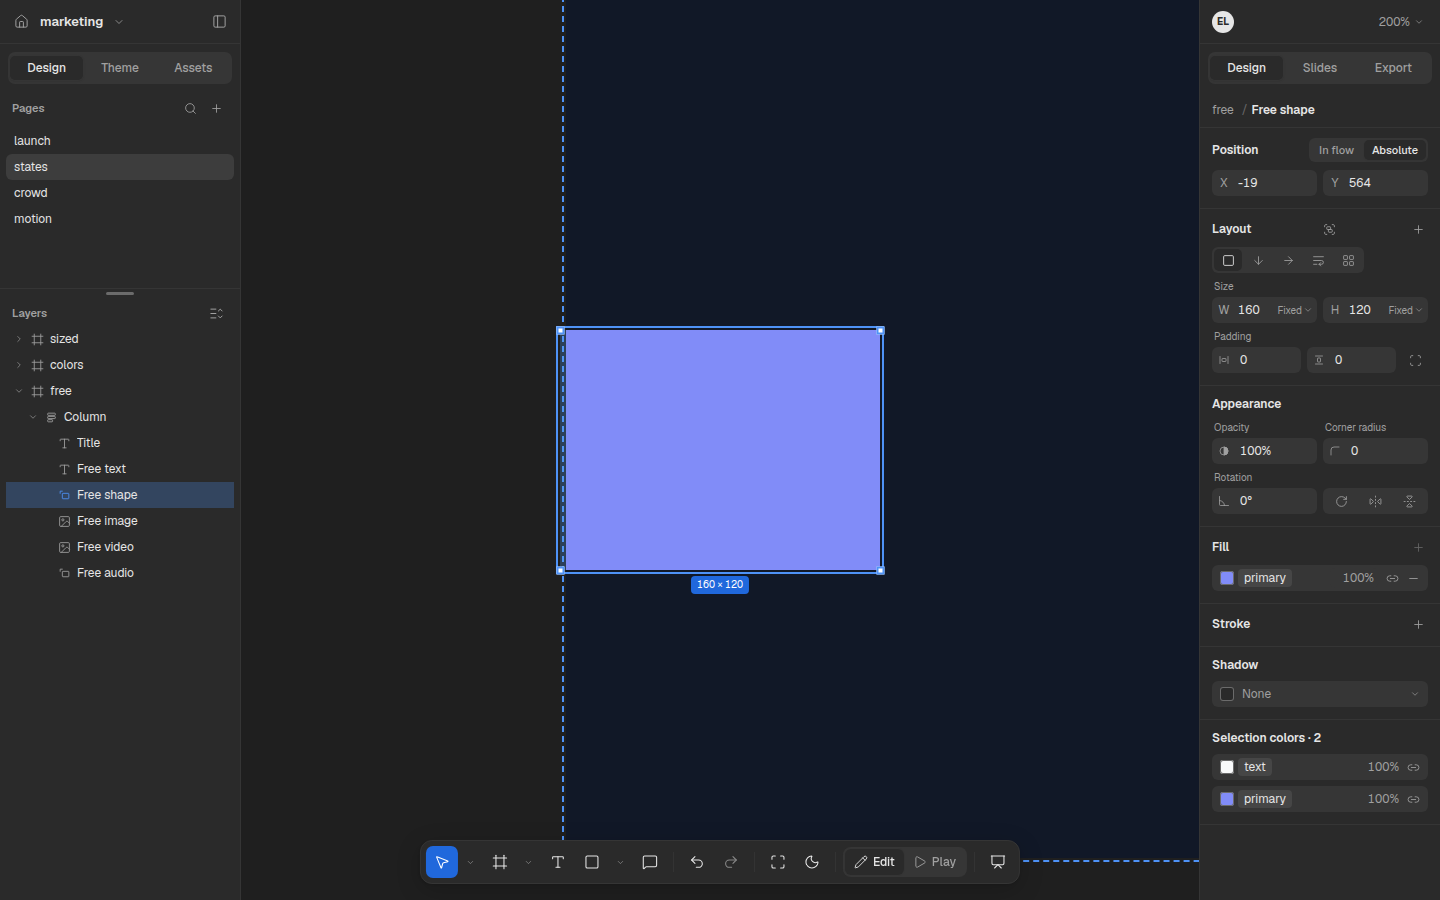 marketing
Design
Theme
Assets
Pages
launch
states
crowd
motion
Layers
sized
colors
free
Column
Title
Free text
Free shape
Free image
Free video
Free audio
160 × 120
Edit
Play
EL
200%
Design
Slides
Export
free / Free shape
Position
In flow
Absolute
X -19
Y 564
Layout
Size
W 160 Fixed
H 120 Fixed
Padding
0
0
Appearance
Opacity
Corner radius
100%
0
Rotation
0°
Fill
primary 100%
Stroke
Shadow
None
Selection colors · 2
text 100%
primary 100%